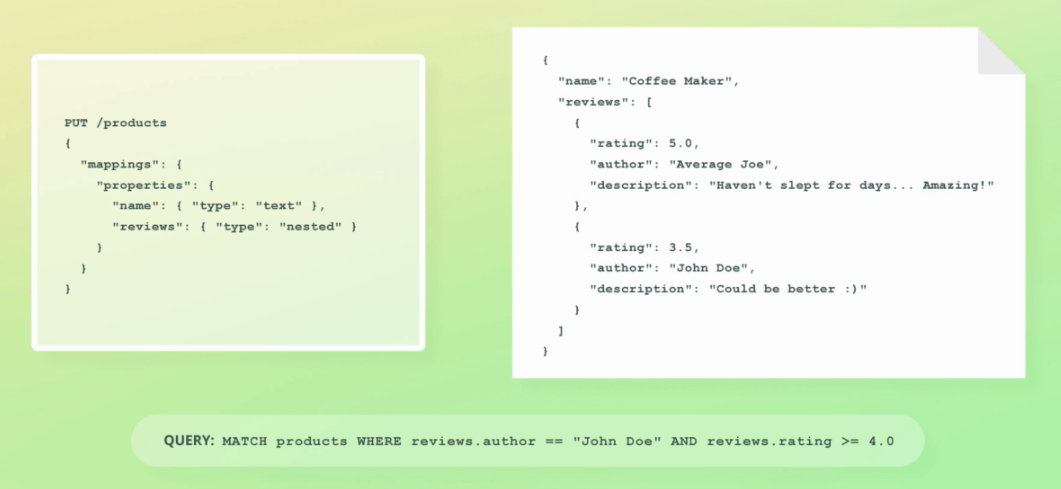 PUT /products
{
  "mappings": {
    "properties": {
      "name": { "type": "text" },
      "reviews": { "type": "nested" }
    }
  }
}
{
  "name": "Coffee Maker",
  "reviews": [
    {
      "rating": 5.0,
      "author": "Average Joe",
      "description": "Haven't slept for days... Amazing!"
    },
    {
      "rating": 3.5,
      "author": "John Doe",
      "description": "Could be better :)"
    }
  ]
}
QUERY: MATCH products WHERE reviews.author == "John Doe" AND reviews.rating >= 4.0